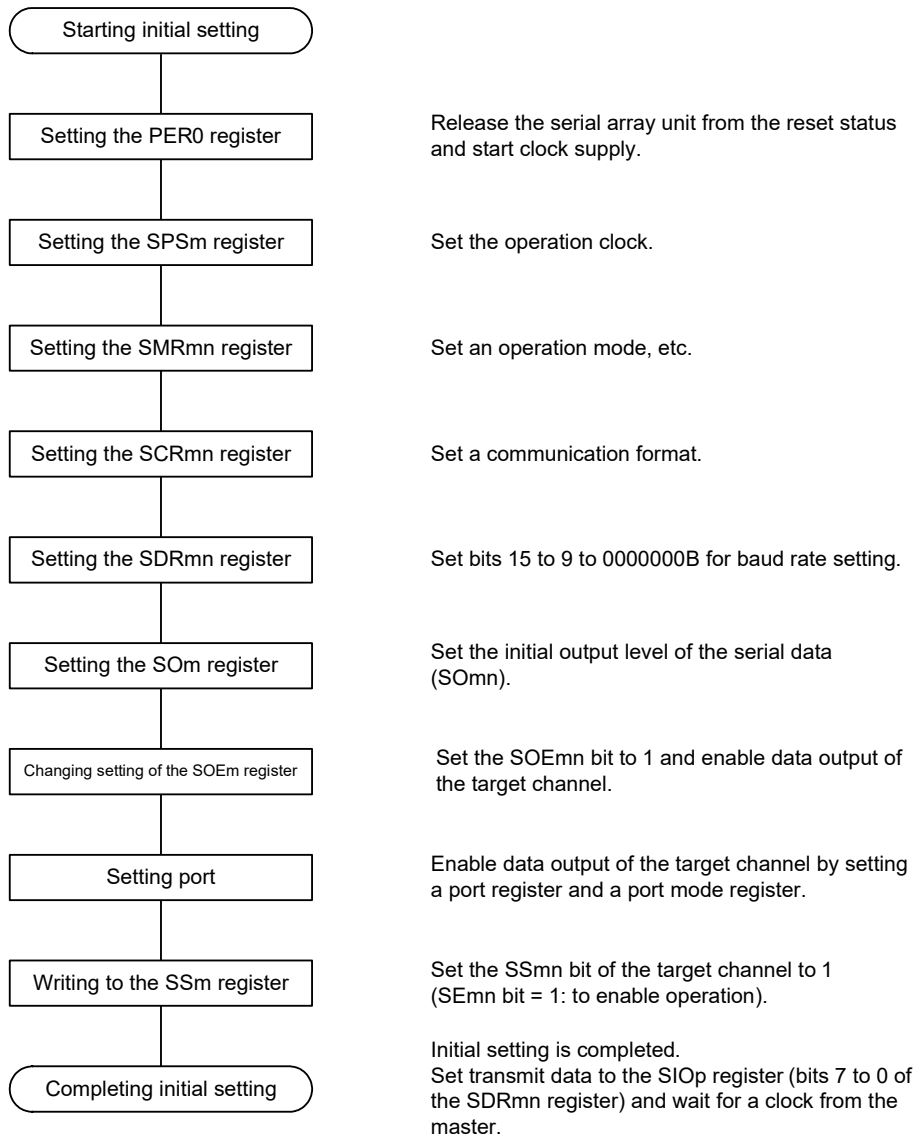 Starting initial setting
Setting the PER0 register
Release the serial array unit from the reset status
and start clock supply.
Setting the SPSm register
Set the operation clock.
Setting the SMRmn register
Set an operation mode, etc.
Setting the SCRmn register
Set a communication format.
Setting the SDRmn register
Set bits 15 to 9 to 0000000B for baud rate setting.
Setting the SOm register
Set the initial output level of the serial data
(SOmn).
Changing setting of the SOEm register
Set the SOEmn bit to 1 and enable data output of
the target channel.
Setting port
Enable data output of the target channel by setting
a port register and a port mode register.
Writing to the SSm register
Set the SSmn bit of the target channel to 1
(SEmn bit = 1: to enable operation).
Completing initial setting
Initial setting is completed.
Set transmit data to the SIOp register (bits 7 to 0 of
the SDRmn register) and wait for a clock from the
master.